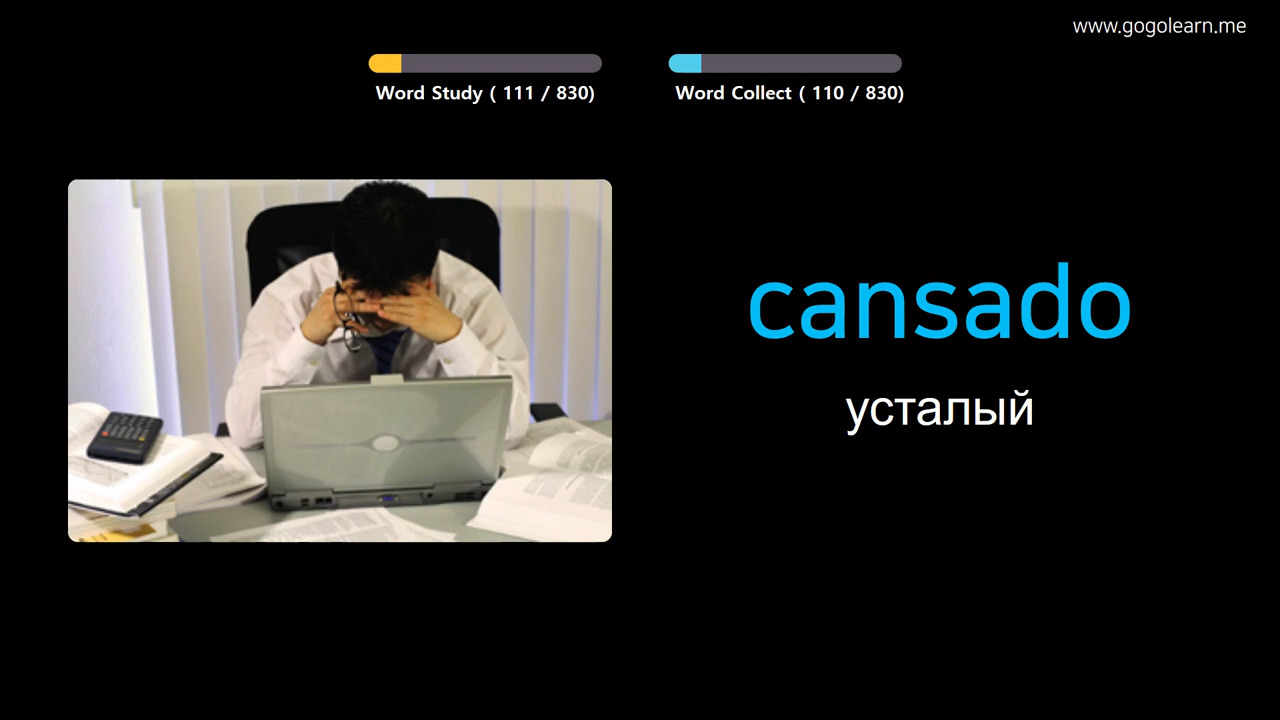 www.gogolearn.me
Word Study ( 111 / 830)
Word Collect ( 110 / 830)
cansado
усталый